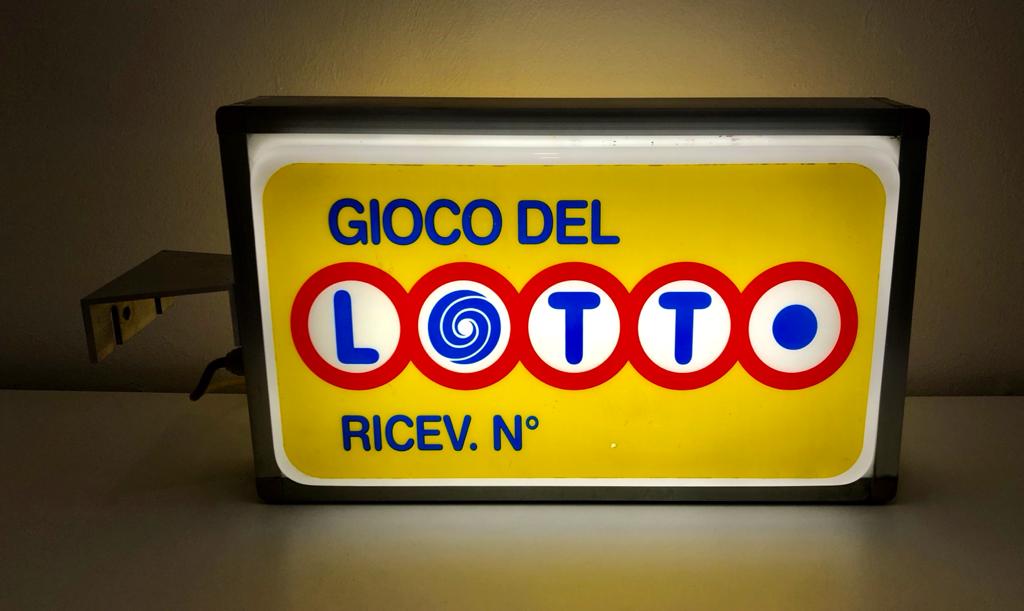 GIOCO DEL
LOTTO
RICEV. N°